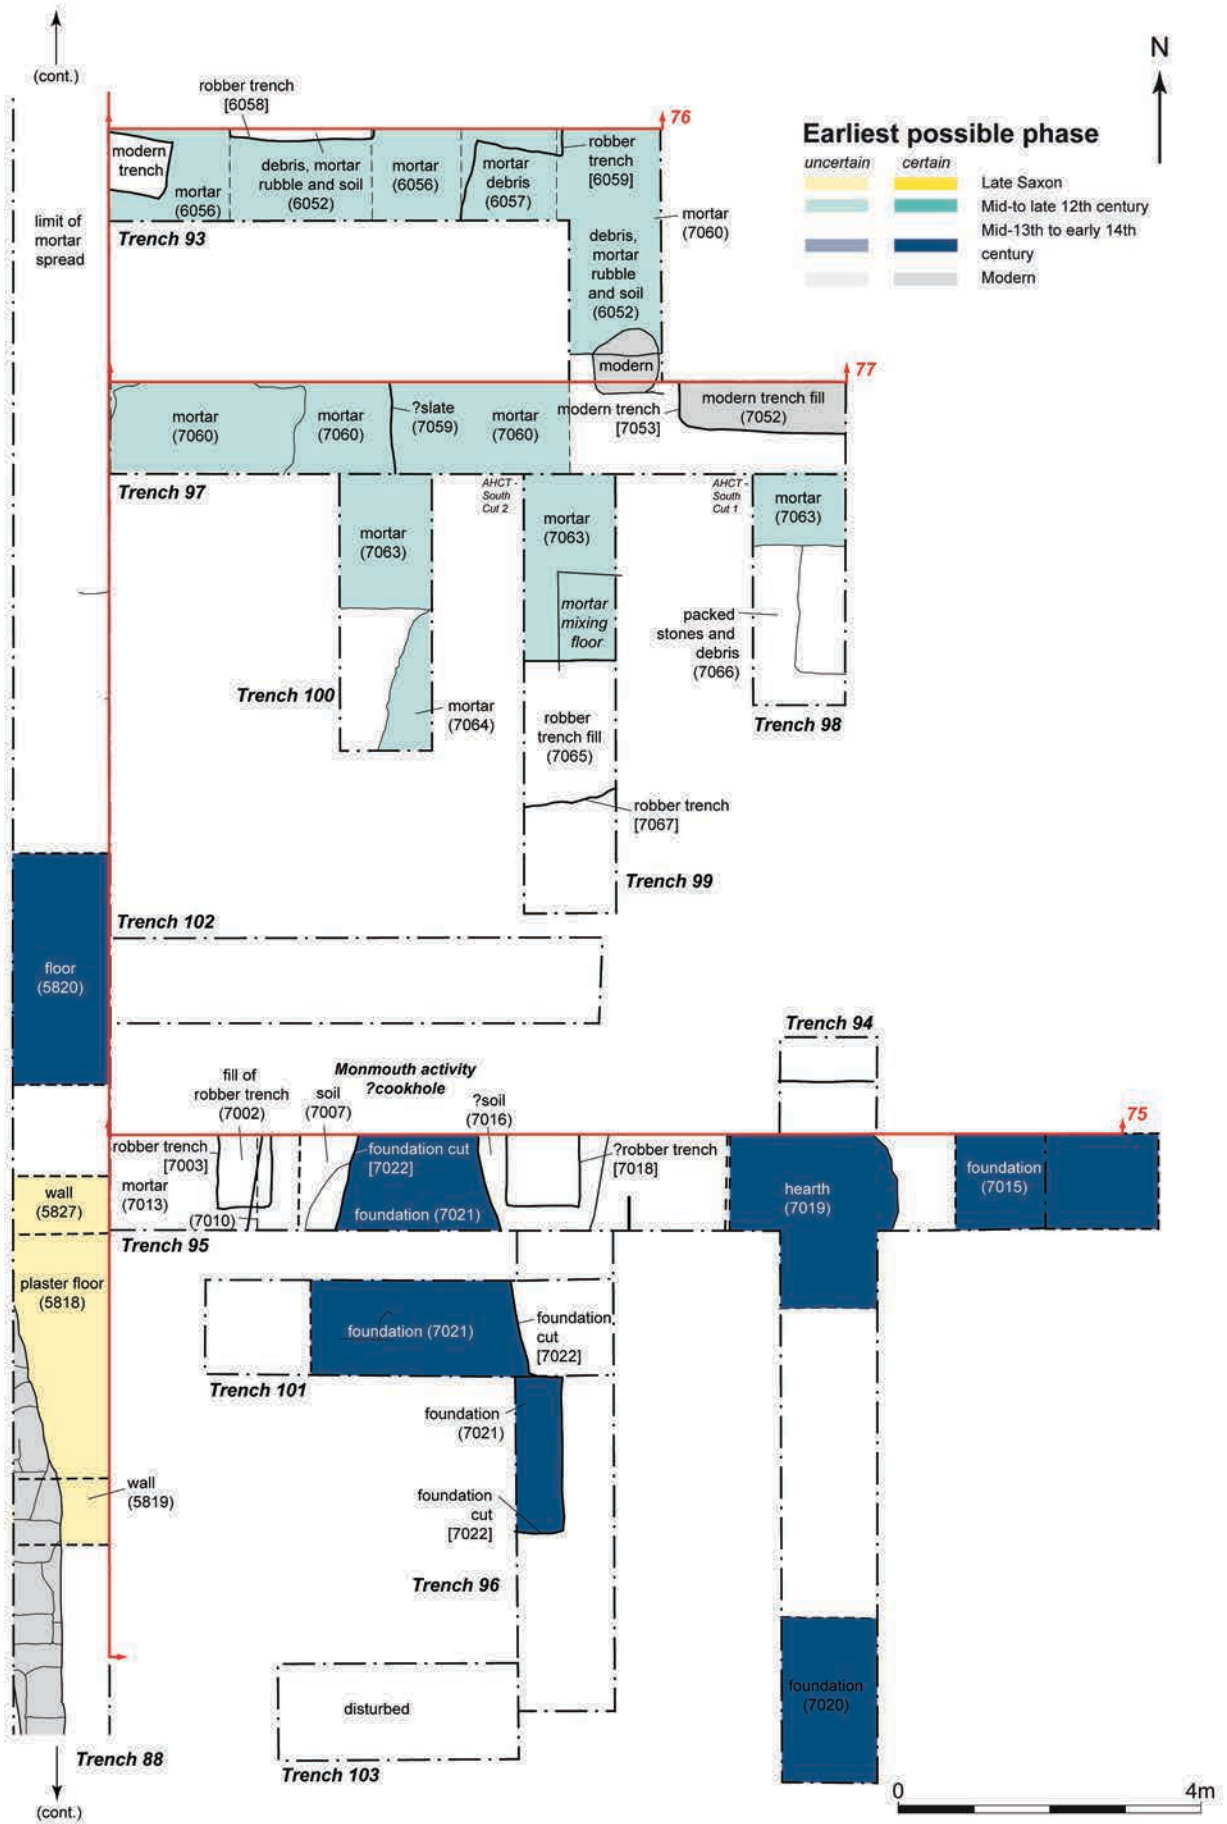 (cont.)
N
robber trench
[6058]
76
Earliest possible phase
uncertain
certain
Late Saxon
Mid-to late 12th century
Mid-13th to early 14th
century
Modern
modern
trench
mortar
(6056)
debris, mortar
rubble and soil
(6052)
mortar
(6056)
mortar
debris
(6057)
robber
trench
[6059]
mortar
(7060)
limit of
mortar
spread
Trench 93
debris,
mortar
rubble
and soil
(6052)
modern
77
mortar
(7060)
mortar
(7060)
?slate
(7059)
mortar
(7060)
modern trench
[7053]
modern trench fill
(7052)
Trench 97
AHCT -
South
Cut 2
AHCT -
South
Cut 1
mortar
(7063)
mortar
(7063)
mortar
(7063)
mortar
mixing
floor
packed
stones and
debris
(7066)
Trench 100
mortar
(7064)
robber
trench fill
(7065)
Trench 98
robber trench
[7067]
Trench 99
Trench 102
floor
(5820)
Trench 94
Monmouth activity
?cookhole
fill of
robber trench
(7002)
soil
(7007)
?soil
(7016)
75
robber trench
[7003]
mortar
(7013)
(7010)
foundation cut
[7022]
foundation (7021)
?robber trench
[7018]
hearth
(7019)
foundation
(7015)
wall
(5827)
Trench 95
plaster floor
(5818)
foundation (7021)
foundation
cut
[7022]
Trench 101
foundation
(7021)
wall
(5819)
foundation
cut
[7022]
Trench 96
foundation
(7020)
disturbed
Trench 88
Trench 103
(cont.)
0
4m